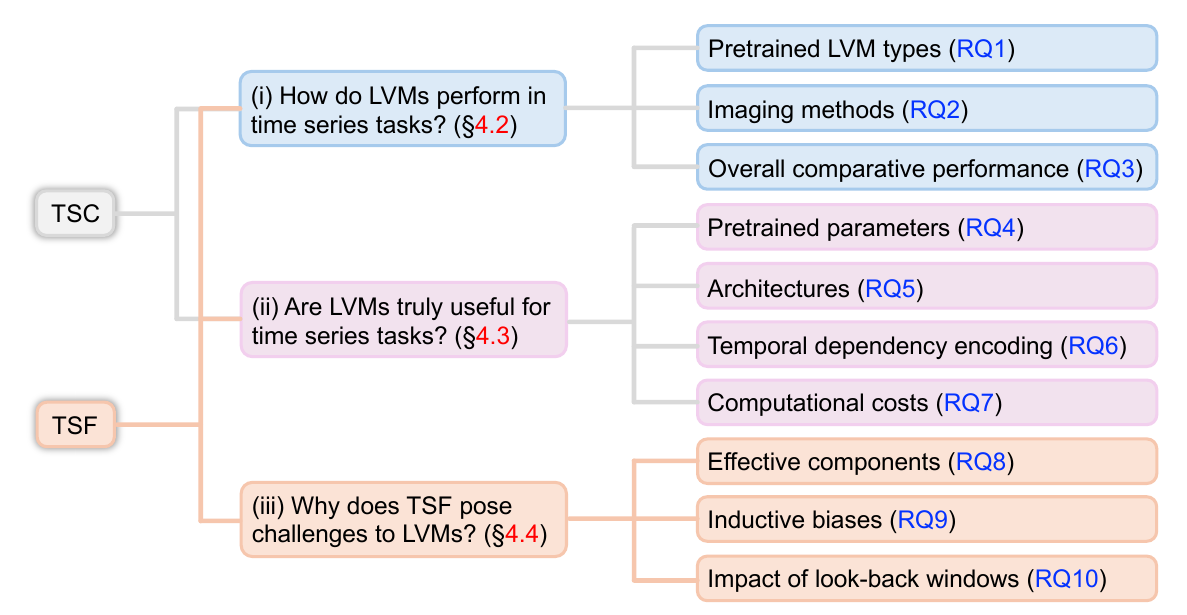 TSC
TSF
(i) How do LVMs perform in
time series tasks? (§4.2)
Pretrained LVM types (RQ1)
Imaging methods (RQ2)
Overall comparative performance (RQ3)
(ii) Are LVMs truly useful for
time series tasks? (§4.3)
Pretrained parameters (RQ4)
Architectures (RQ5)
Temporal dependency encoding (RQ6)
Computational costs (RQ7)
(iii) Why does TSF pose
challenges to LVMs? (§4.4)
Effective components (RQ8)
Inductive biases (RQ9)
Impact of look-back windows (RQ10)